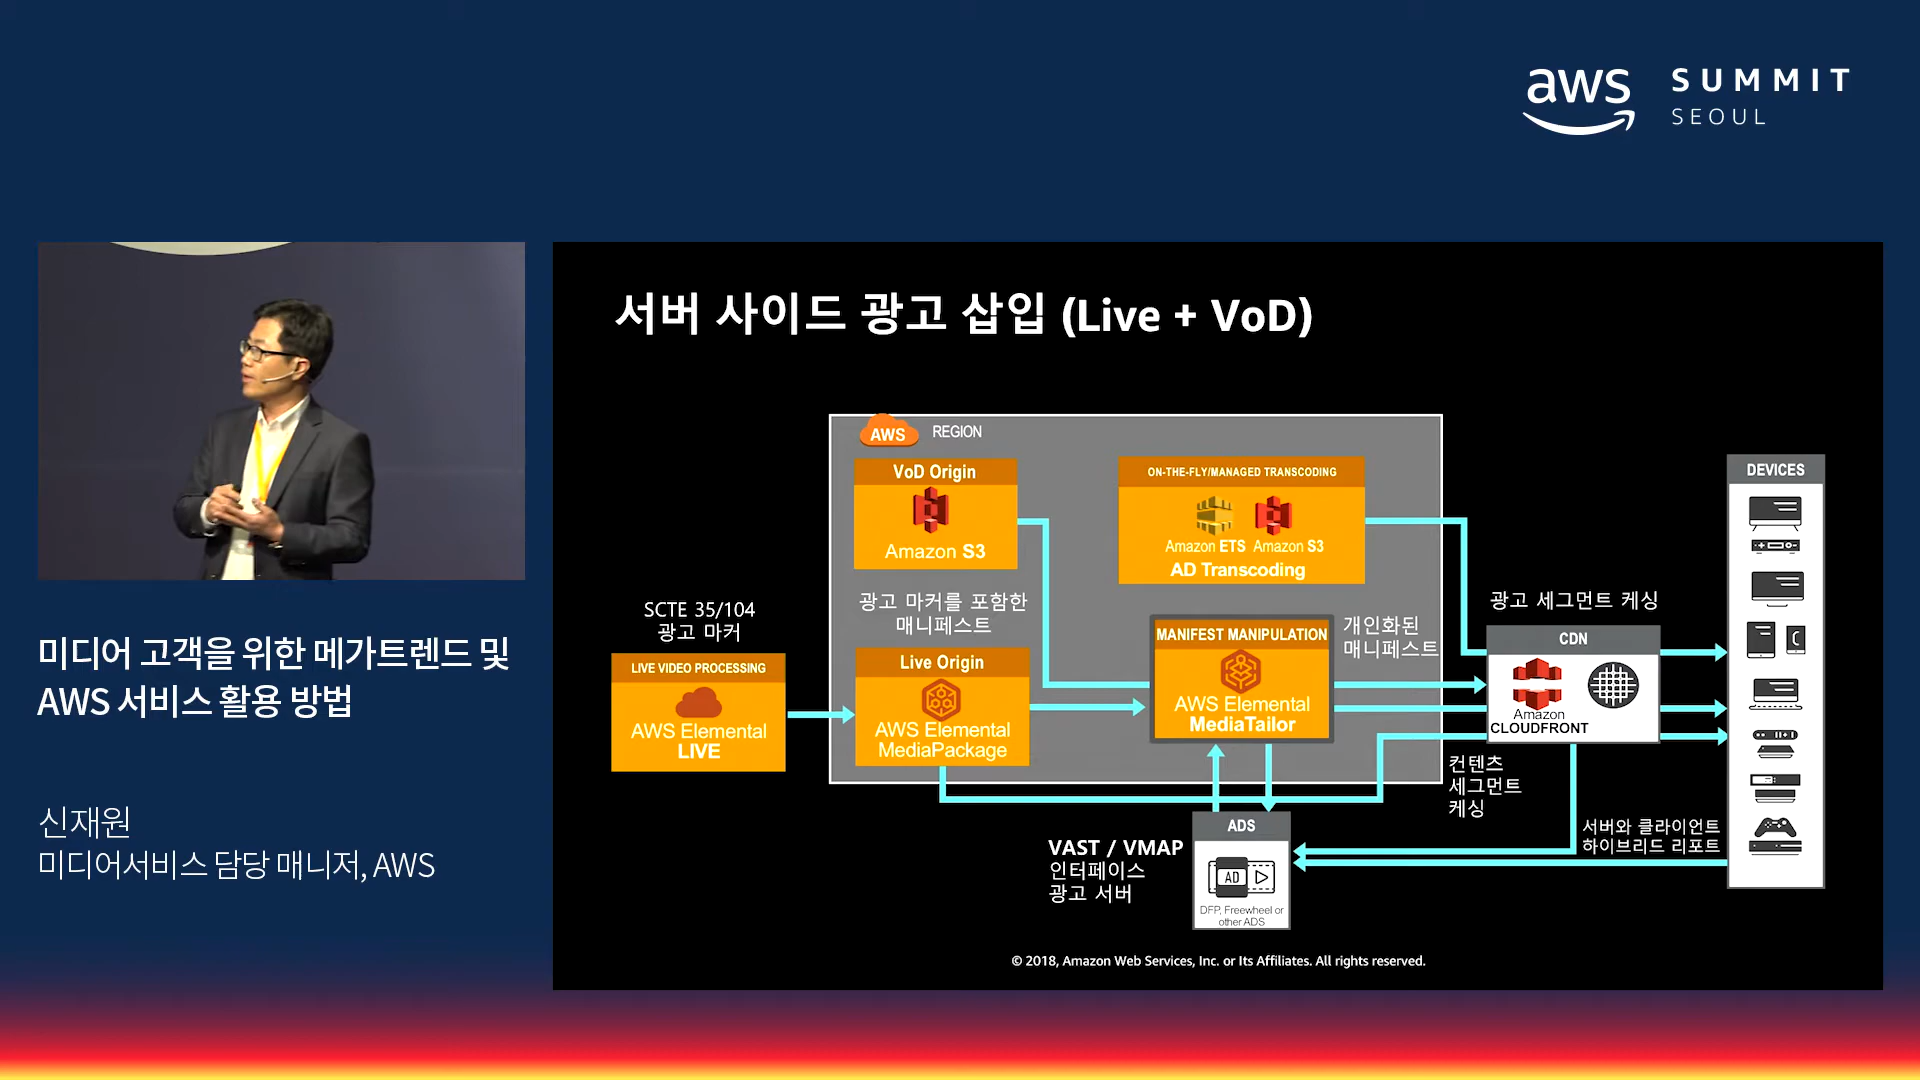 aws
SUMMIT
SEOUL
미디어 고객을 위한 메가트렌드 및
AWS 서비스 활용 방법
신재원
미디어서비스 담당 매니저, AWS
서버 사이드 광고 삽입 (Live + VoD)
AWS
REGION
VoD Origin
Amazon S3
ON-THE-FLY/MANAGED TRANSCODING
Amazon ETS
Amazon S3
AD Transcoding
SCTE 35/104
광고 마커
LIVE VIDEO PROCESSING
AWS Elemental
LIVE
광고 마커를 포함한
매니페스트
Live Origin
AWS Elemental
MediaPackage
MANIFEST MANIPULATION
AWS Elemental
MediaTailor
개인화된
매니페스트
광고 세그먼트 케싱
CDN
Amazon
CLOUDFRONT
컨텐츠
세그먼트
케싱
DEVICES
서버와 클라이언트
하이브리드 리포트
VAST / VMAP
인터페이스
광고 서버
ADS
AD
DFP, Freewheel or
other ADS
© 2018, Amazon Web Services, Inc. or Its Affiliates. All rights reserved.